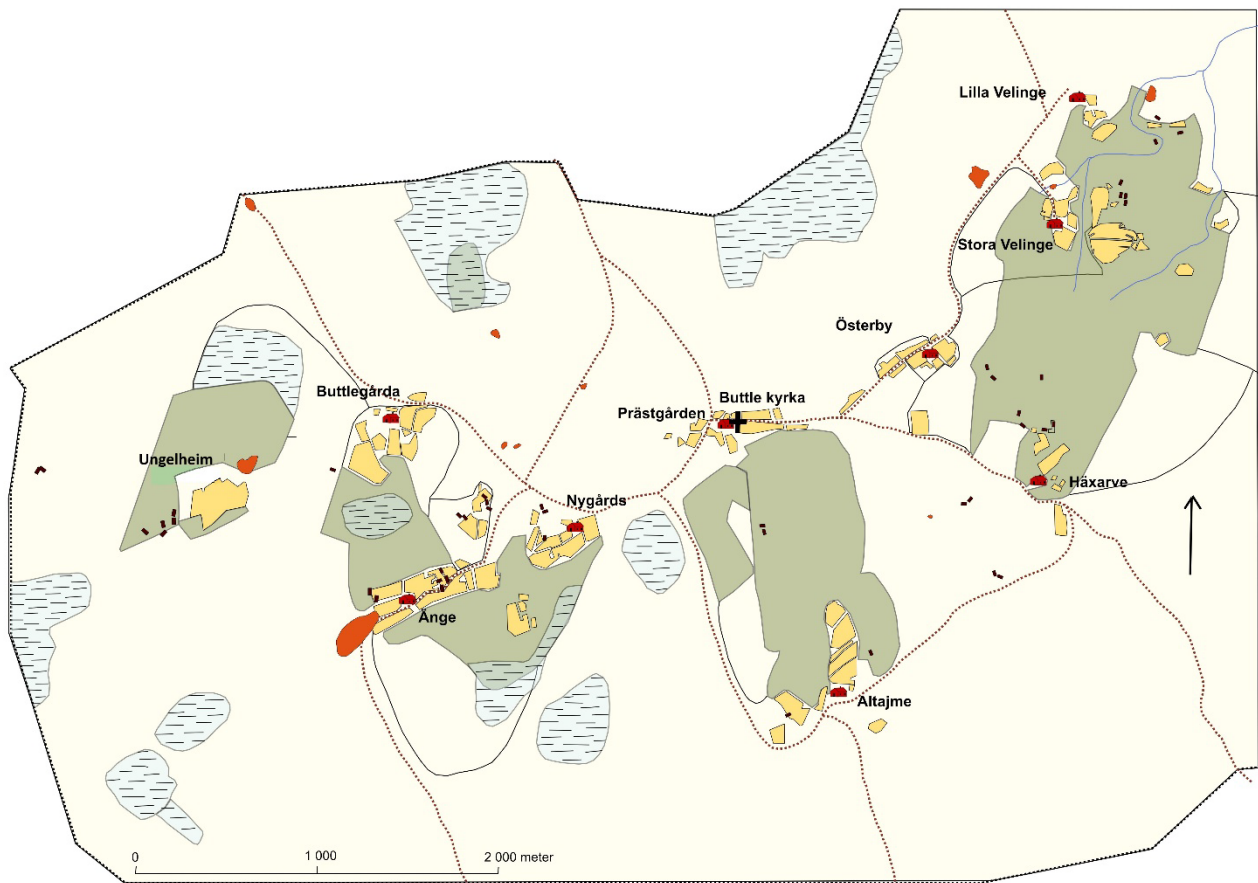 Lilla Velinge
Stora Velinge
Österby
Buttlegårda
Buttle kyrka
Prästgården
Ungelheim
Häxarve
Nygårds
Änge
Altajme
0
1 000
2 000 meter